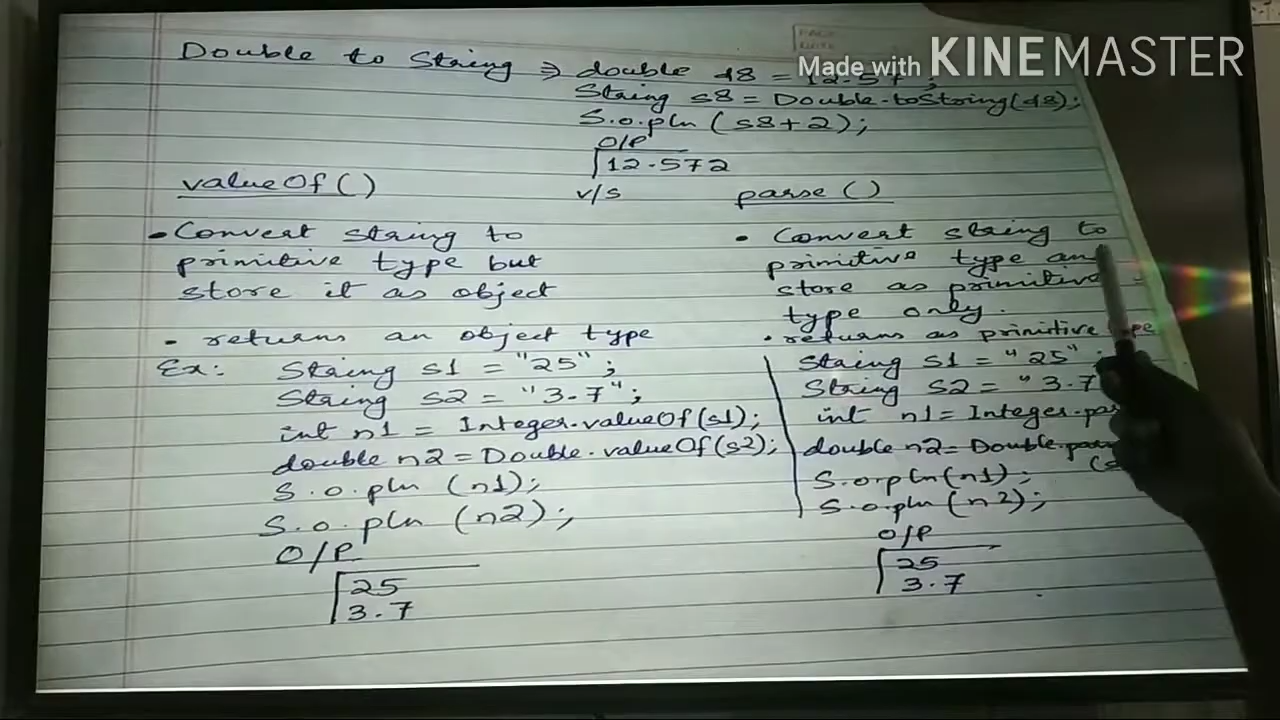 Made with KINEMASTER
Double to String ⇒ double d8 = 12.57;
String s8 = Double.toString(d8);
S.o.pln (s8+2);
O/P
12.572
valueOf() v/s parse()
• Convert string to
primitive type but
store it as object
• returns an object type
Ex: String s1 = "25";
String s2 = "3.7";
int n1 = Integer.valueOf(s1);
double n2 = Double.valueOf(s2);
S.o.pln (n1);
S.o.pln (n2);
O/P
25
3.7
• Convert string to
primitive type an
store as primitive
type only.
• returns as primitive type
String s1 = "25";
String s2 = "3.7
int n1 = Integer.par
double n2 = Double.par
S.o.pln(n1);
S.o.pln(n2);
O/P
25
3.7